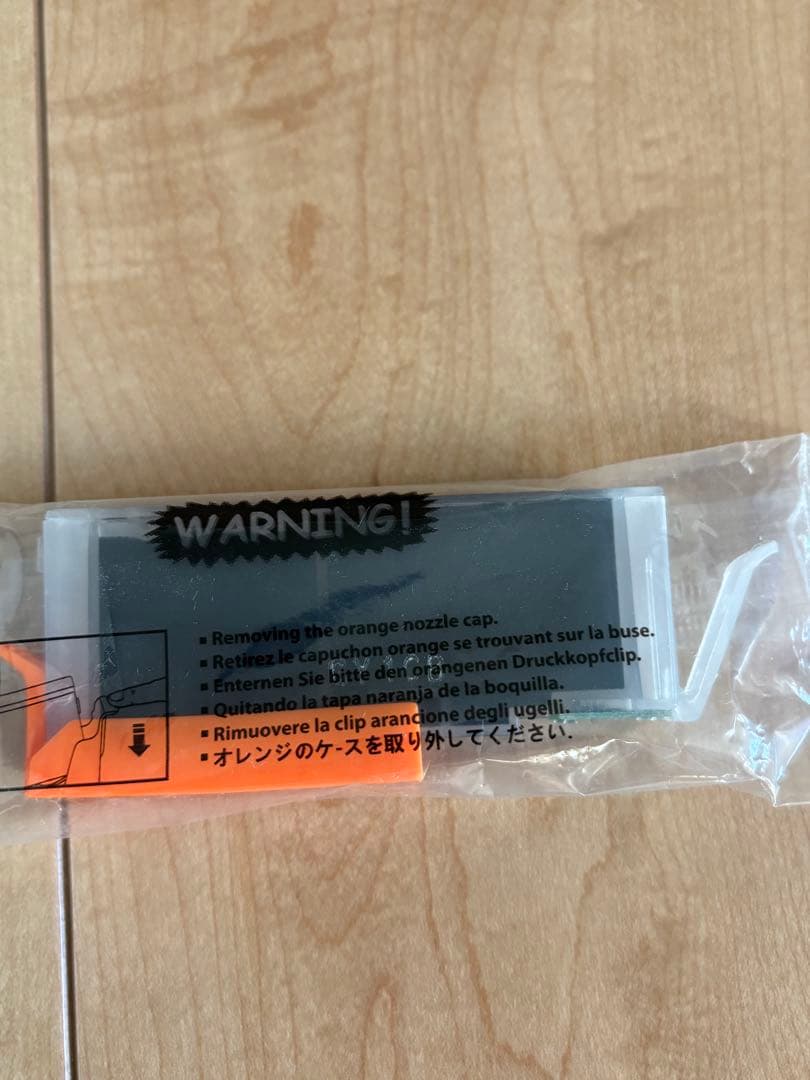 WARNING!
▪ Removing the orange nozzle cap.
▪ Retirez le capuchon orange se trouvant sur la buse.
▪ Enternen Sie bitte den orangenen Druckkopfclip.
▪ Quitando la tapa naranja de la boquilla.
▪ Rimuovere la clip arancione degli ugelli.
▪ オレンジのケ-スを取り外してください.